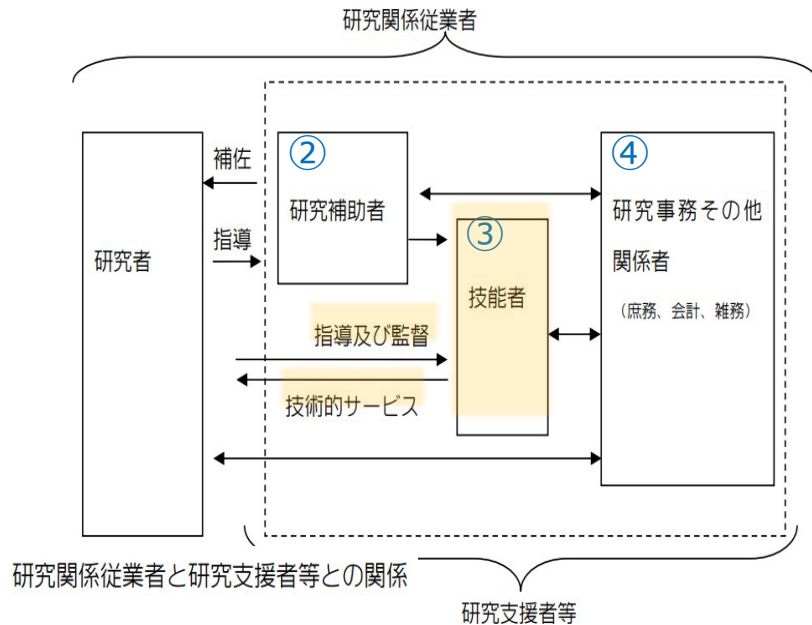 研究関係従業者
研究者
補佐
指導
②
研究補助者
③
技能者
指導及び監督
技術的サービス
④
研究事務その他
関係者
(庶務、会計、雑務)
研究関係従業者と研究支援者等との関係
研究支援者等